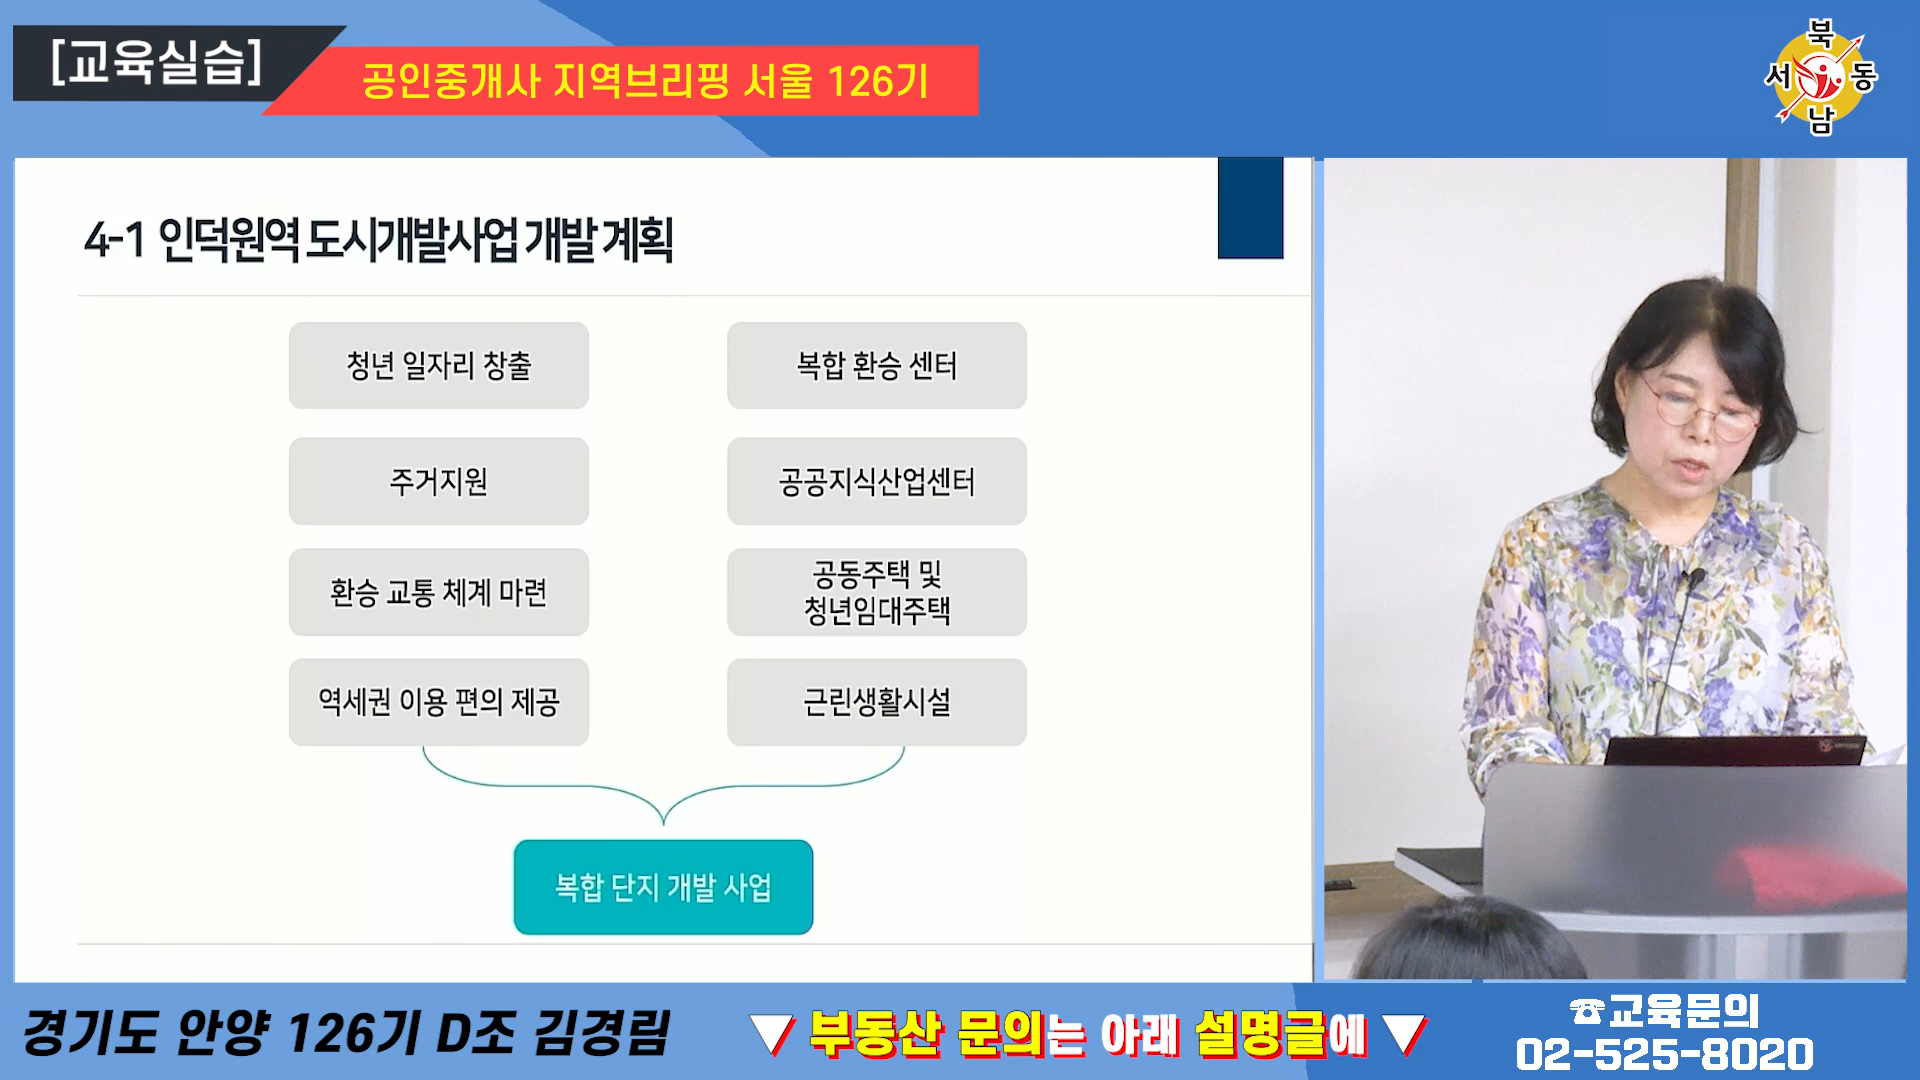 [교육실습]
공인중개사 지역브리핑 서울 126기
북
서 동
남
4-1 인덕원역 도시개발사업 개발 계획
청년 일자리 창출
복합 환승 센터
주거지원
공공지식산업센터
환승 교통 체계 마련
공동주택 및
청년임대주택
역세권 이용 편의 제공
근린생활시설
복합 단지 개발 사업
경기도 안양 126기 D조 김경림
▼ 부동산 문의는 아래 설명글에 ▼
☎교육문의
02-525-8020